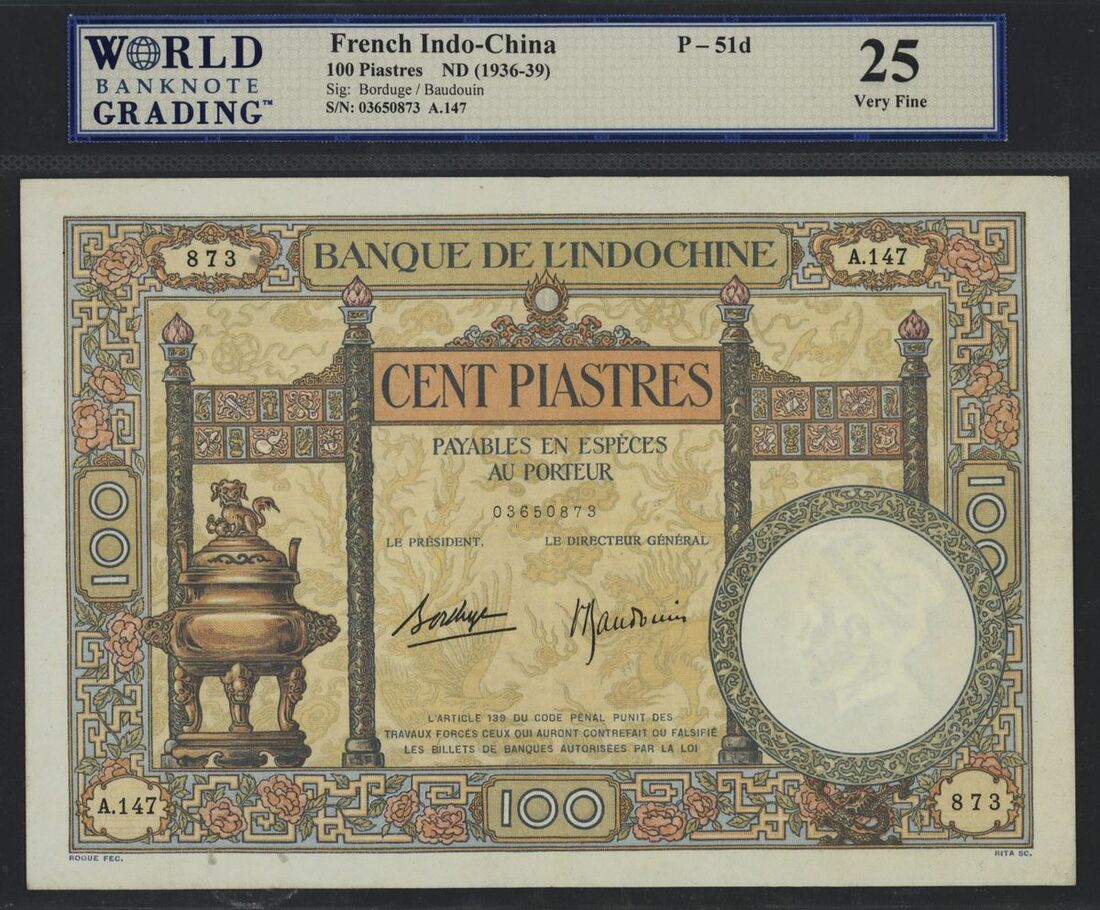 WORLD
BANKNOTE
GRADING™
French Indo-China
100 Piastres ND (1936-39)
Sig: Borduge / Baudouin
S/N: 03650873 A.147
P – 51d
25
Very Fine
873
BANQUE DE L'INDOCHINE
A.147
CENT PIASTRES
PAYABLES EN ESPÈCES
AU PORTEUR
100
100
03650873
LE PRÉSIDENT.
LE DIRECTEUR GÉNÉRAL
Borduge
Baudouin
L'ARTICLE 139 DU CODE PÉNAL PUNIT DES
TRAVAUX FORCÉS CEUX QUI AURONT CONTREFAIT OU FALSIFIÉ
LES BILLETS DE BANQUES AUTORISÉES PAR LA LOI
A.147
100
873
ROQUE FEC.
RITA SC.